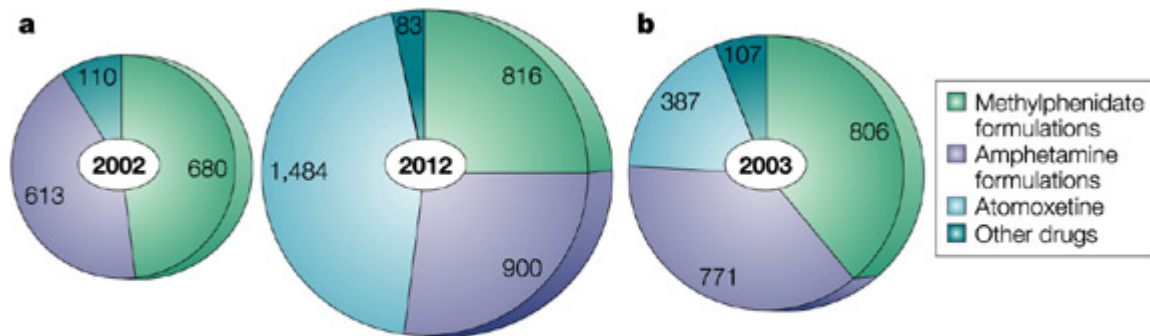 a
110
2002
680
613
83
816
1,484
2012
900
b
107
387
806
2003
771
Methylphenidate
formulations
Amphetamine
formulations
Atomoxetine
Other drugs